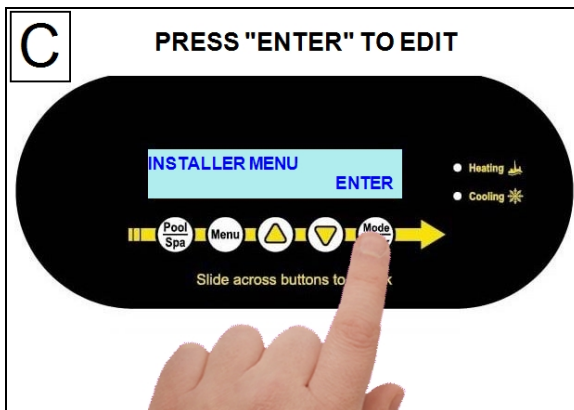 C
PRESS "ENTER" TO EDIT
INSTALLER MENU
ENTER
Heating
Cooling
Pool
Spa
Menu
Mode
Slide across buttons to